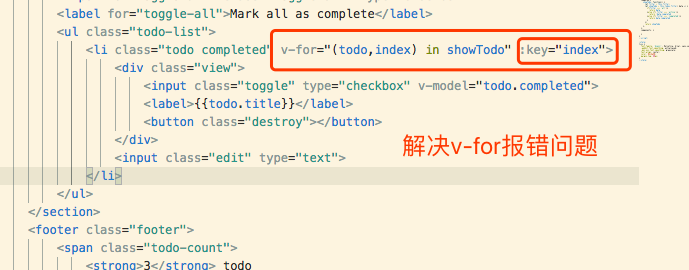 <label for="toggle-all">Mark all as complete</label>
<ul class="todo-list">
<li class="todo completed" v-for="(todo,index) in showTodo" :key="index">
<div class="view">
<input class="toggle" type="checkbox" v-model="todo.completed">
<label>{{todo.title}}</label>
<button class="destroy"></button>
</div>
<input class="edit" type="text">
</li>
</ul>
</section>
<footer class="footer">
<span class="todo-count">
<strong>3</strong> todo
解决v-for报错问题